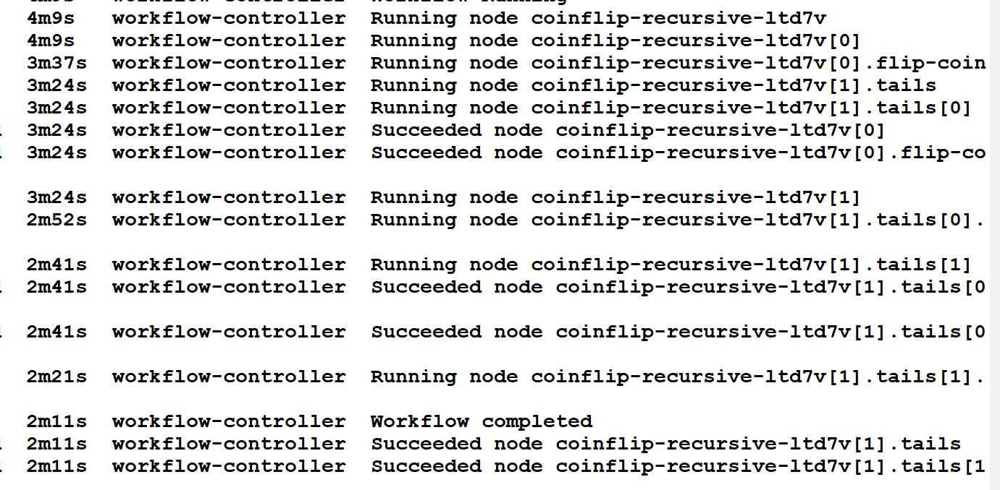 4m9s workflow-controller Running node coinflip-recursive-ltd7v
4m9s workflow-controller Running node coinflip-recursive-ltd7v[0]
3m37s workflow-controller Running node coinflip-recursive-ltd7v[0].flip-coin
3m24s workflow-controller Running node coinflip-recursive-ltd7v[1].tails
3m24s workflow-controller Running node coinflip-recursive-ltd7v[1].tails[0]
3m24s workflow-controller Succeeded node coinflip-recursive-ltd7v[0]
3m24s workflow-controller Succeeded node coinflip-recursive-ltd7v[0].flip-co
3m24s workflow-controller Running node coinflip-recursive-ltd7v[1]
2m52s workflow-controller Running node coinflip-recursive-ltd7v[1].tails[0].
2m41s workflow-controller Running node coinflip-recursive-ltd7v[1].tails[1]
2m41s workflow-controller Succeeded node coinflip-recursive-ltd7v[1].tails[0
2m41s workflow-controller Succeeded node coinflip-recursive-ltd7v[1].tails[0
2m21s workflow-controller Running node coinflip-recursive-ltd7v[1].tails[1].
2m11s workflow-controller Workflow completed
2m11s workflow-controller Succeeded node coinflip-recursive-ltd7v[1].tails
2m11s workflow-controller Succeeded node coinflip-recursive-ltd7v[1].tails[1